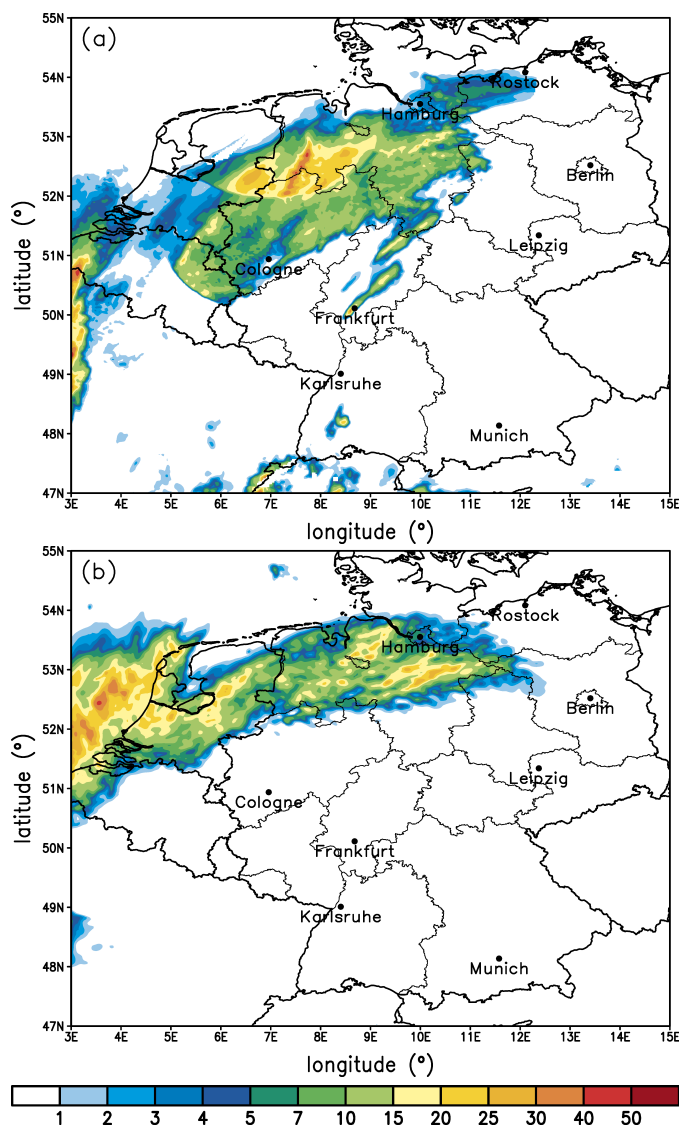 55N
(a)
54N
Rostock
Hamburg
53N
Berlin
52N
Leipzig
51N
Cologne
latitude (°)
50N
Frankfurt
49N
Karlsruhe
48N
Munich
47N
3E 4E 5E 6E 7E 8E 9E 10E 11E 12E 13E 14E 15E
longitude (°)
55N
(b)
54N
Rostock
Hamburg
53N
Berlin
52N
Leipzig
51N
Cologne
latitude (°)
50N
Frankfurt
49N
Karlsruhe
48N
Munich
47N
3E 4E 5E 6E 7E 8E 9E 10E 11E 12E 13E 14E 15E
longitude (°)
1 2 3 4 5 7 10 15 20 25 30 40 50